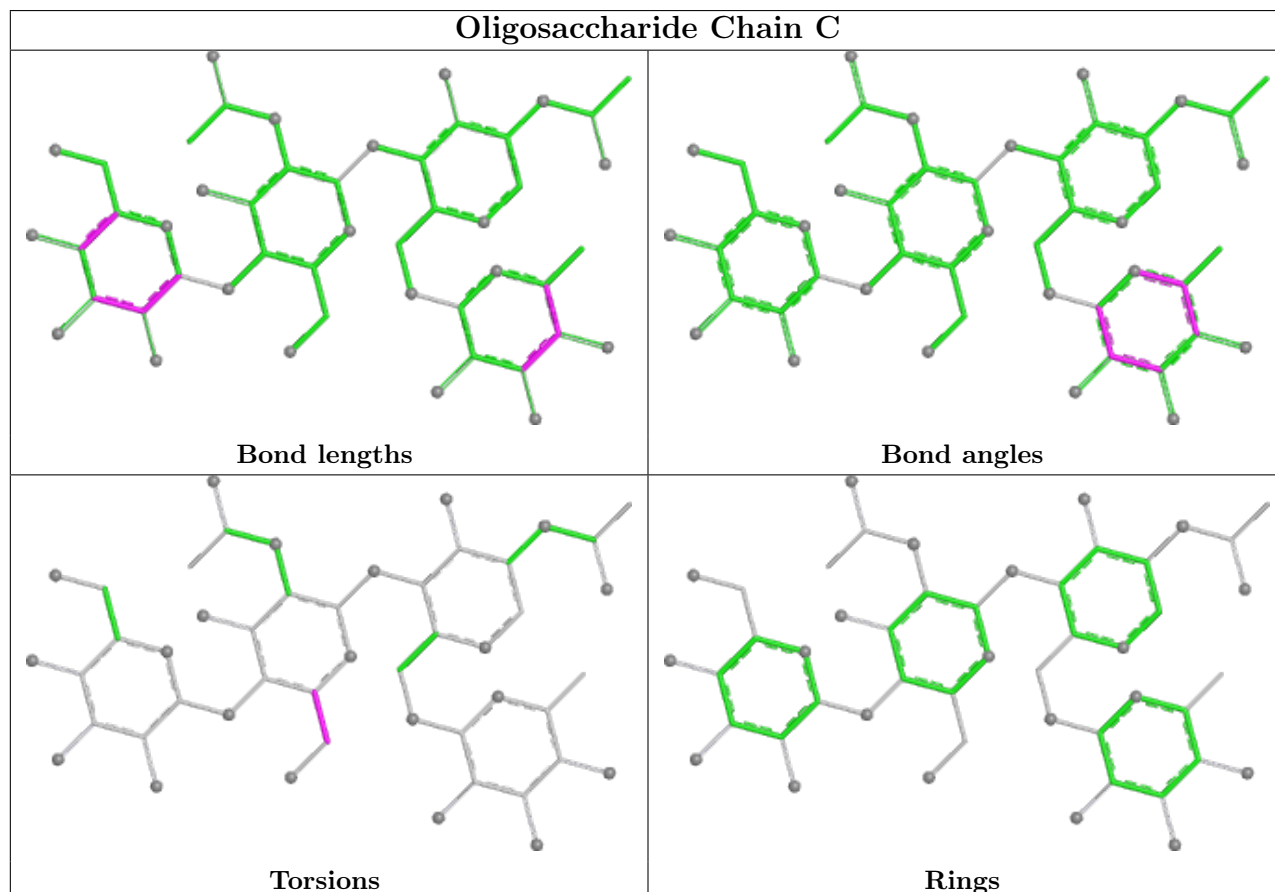 Oligosaccharide Chain C
Bond lengths
Bond angles
Torsions
Rings